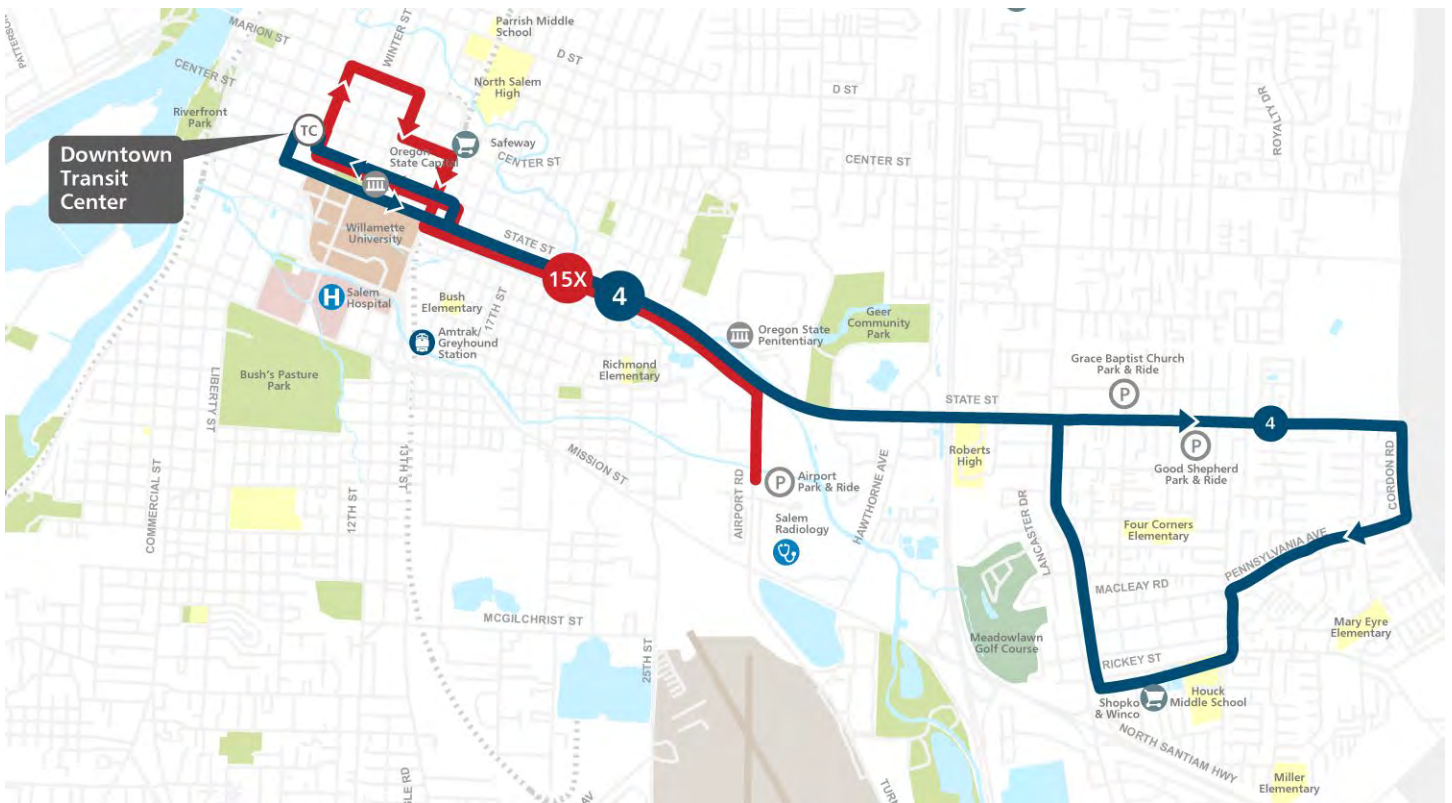 PATTERSON
MARION ST
WINTER ST
Parrish Middle
School
D ST
CENTER ST
North Salem
High
D ST
ROYALTY DR
Riverfront
Park
TC
Downtown
Transit
Center
Oregon
State Capitol
Safeway
CENTER ST
CENTER ST
Willamette
University
STATE ST
15X
4
H
Salem
Hospital
Bush
Elementary
17TH ST
Amtrak/
Greyhound
Station
Oregon State
Penitentiary
Geer
Community
Park
Richmond
Elementary
Bush's Pasture
Park
LIBERTY ST
Grace Baptist Church
Park & Ride
P
STATE ST
4
P
Good Shepherd
Park & Ride
CORDON RD
Roberts
High
COMMERCIAL ST
12TH ST
13TH ST
MISSION ST
AIRPORT RD
P
Airport
Park & Ride
HAWTHORNE AVE
Salem
Radiology
LANCASTER DR
Four Corners
Elementary
PENNSYLVANIA AVE
MACLEAY RD
MCGILCHRIST ST
25TH ST
Meadowlawn
Golf Course
Mary Eyre
Elementary
RICKEY ST
Shopko
& Winco
Houck
Middle School
NORTH SANTIAM HWY
Miller
Elementary
RD
AV
TURN